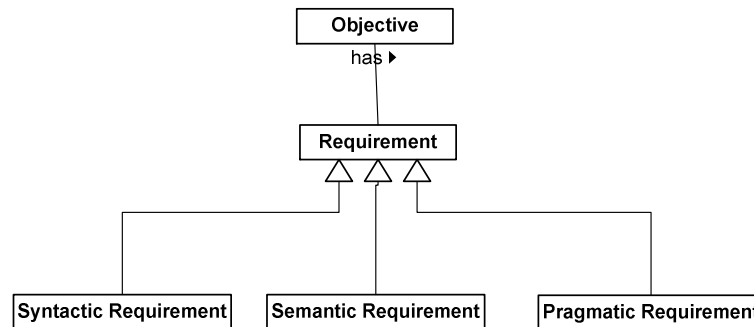 Objective
has ▶
Requirement
Syntactic Requirement
Semantic Requirement
Pragmatic Requirement